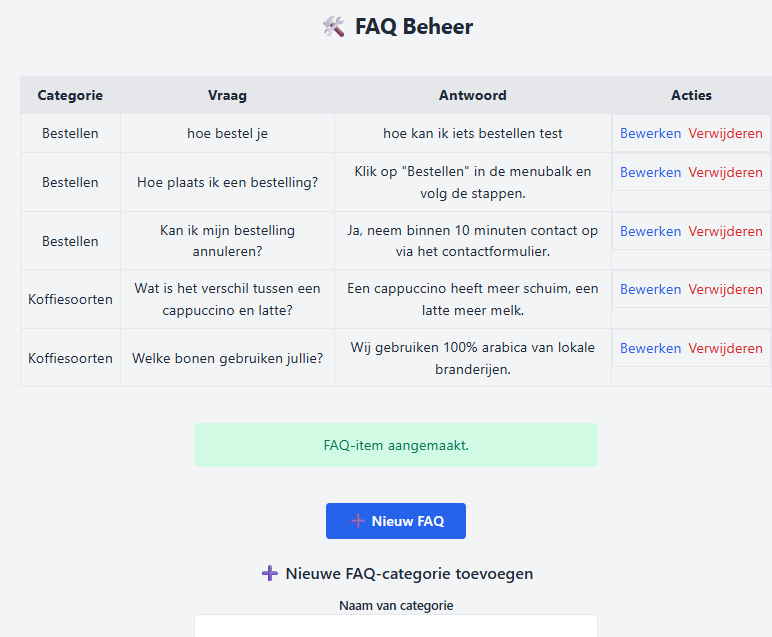 🛠️ FAQ Beheer
Categorie Vraag Antwoord Acties
Bestellen hoe bestel je hoe kan ik iets bestellen test Bewerken Verwijderen
Bestellen Hoe plaats ik een bestelling? Klik op "Bestellen" in de menubalk en
volg de stappen. Bewerken Verwijderen
Bestellen Kan ik mijn bestelling
annuleren? Ja, neem binnen 10 minuten contact op
via het contactformulier. Bewerken Verwijderen
Koffiesoorten Wat is het verschil tussen een
cappuccino en latte? Een cappuccino heeft meer schuim, een
latte meer melk. Bewerken Verwijderen
Koffiesoorten Welke bonen gebruiken jullie? Wij gebruiken 100% arabica van lokale
branderijen. Bewerken Verwijderen
FAQ-item aangemaakt.
➕ Nieuw FAQ
➕ Nieuwe FAQ-categorie toevoegen
Naam van categorie